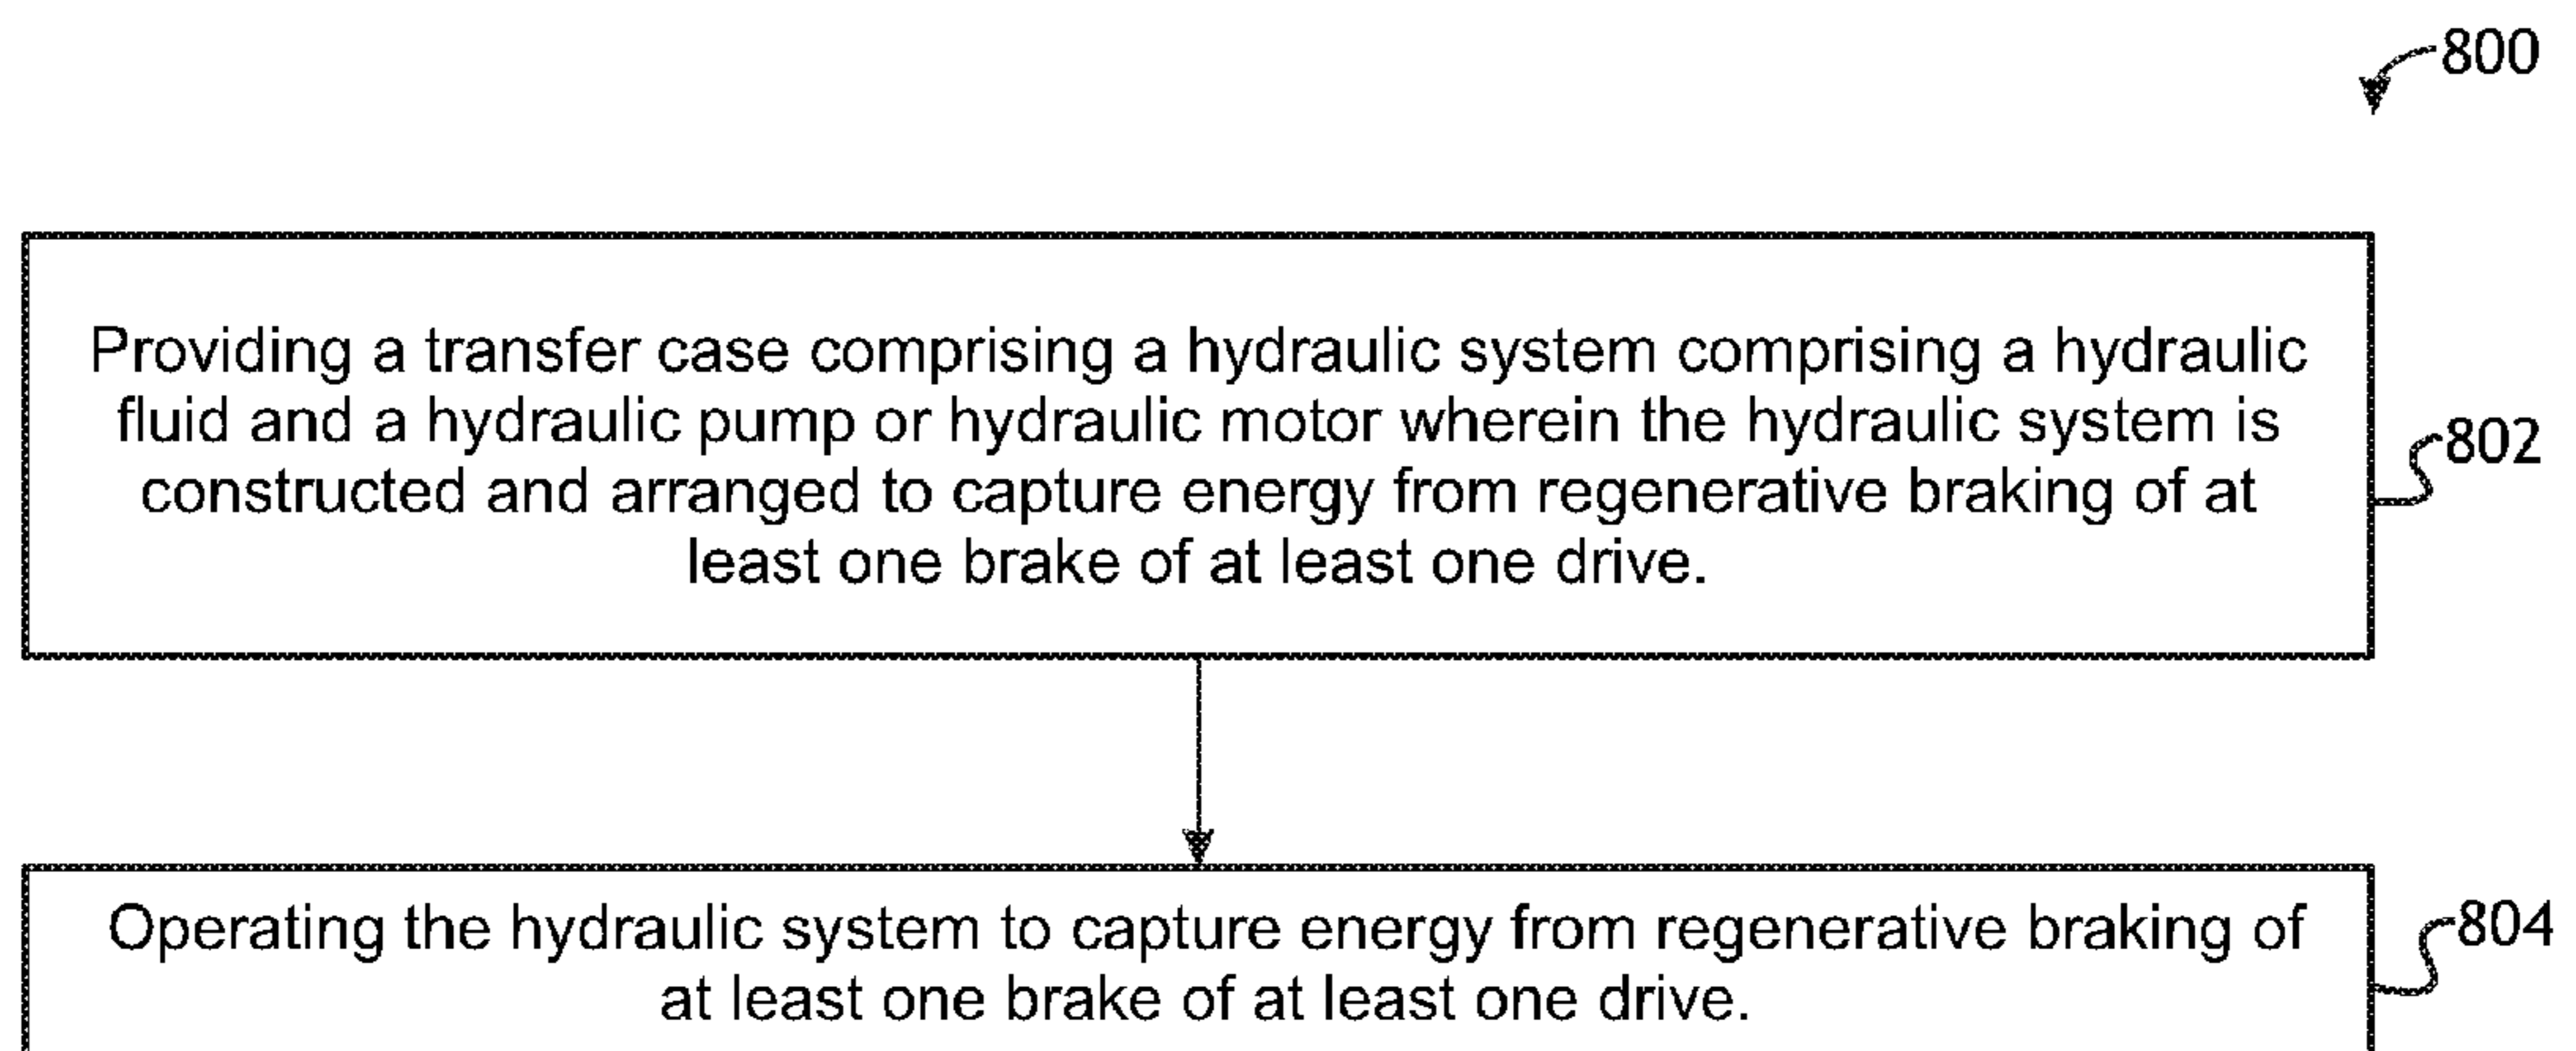 800
Providing a transfer case comprising a hydraulic system comprising a hydraulic
fluid and a hydraulic pump or hydraulic motor wherein the hydraulic system is
constructed and arranged to capture energy from regenerative braking of at
least one brake of at least one drive.
802
Operating the hydraulic system to capture energy from regenerative braking of
at least one brake of at least one drive.
804